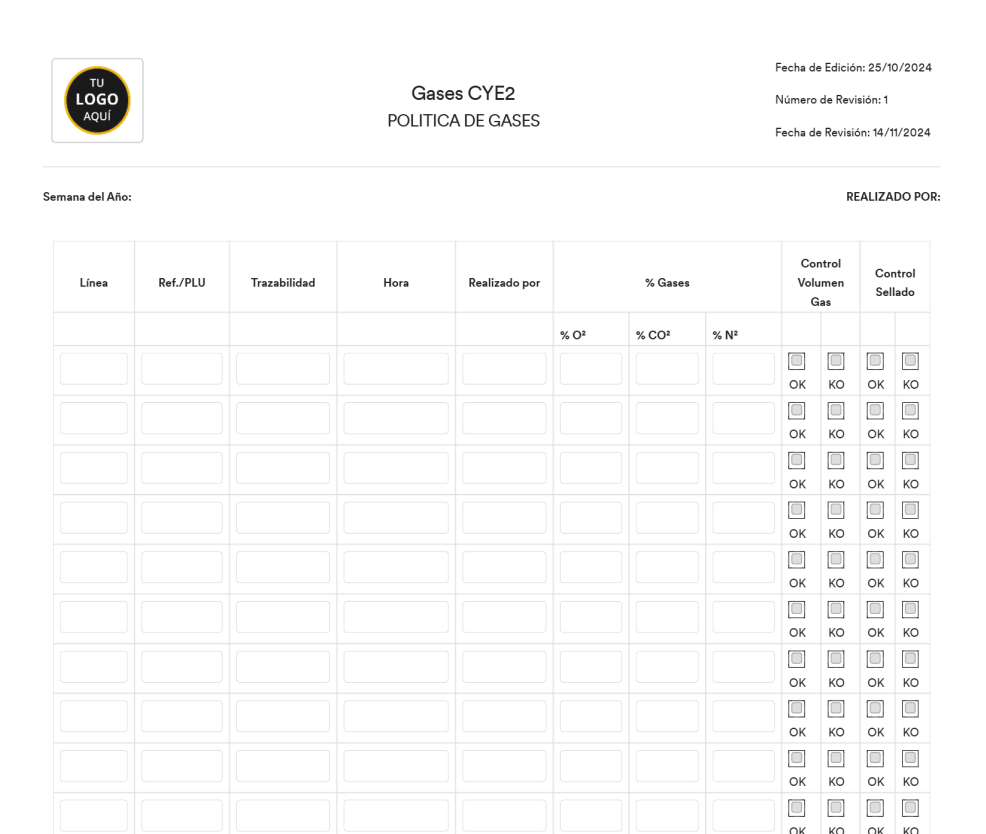 TU
LOGO
AQUÍ
Gases CYE2
POLITICA DE GASES
Fecha de Edición: 25/10/2024
Número de Revisión: 1
Fecha de Revisión: 14/11/2024
Semana del Año:
REALIZADO POR:
Línea Ref./PLU Trazabilidad Hora Realizado por % Gases Control Volumen Gas Control Sellado
% O² % CO² % N²
OK KO OK KO
OK KO OK KO
OK KO OK KO
OK KO OK KO
OK KO OK KO
OK KO OK KO
OK KO OK KO
OK KO OK KO
OK KO OK KO
OK KO OK KO